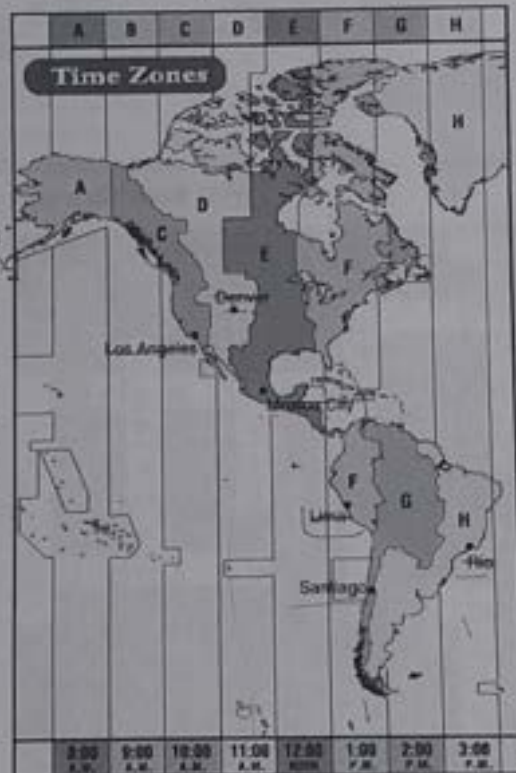 A B C D E F G H
Time Zones
H
D
A
D
C
E
F
Denver
Los Angeles
Mexico City
F
G
H
Lima
Rio
Santiago
8:00 9:00 10:00 11:00 12:00 1:00 2:00 3:00
A.M. A.M. A.M. A.M. NOON P.M. P.M. P.M.